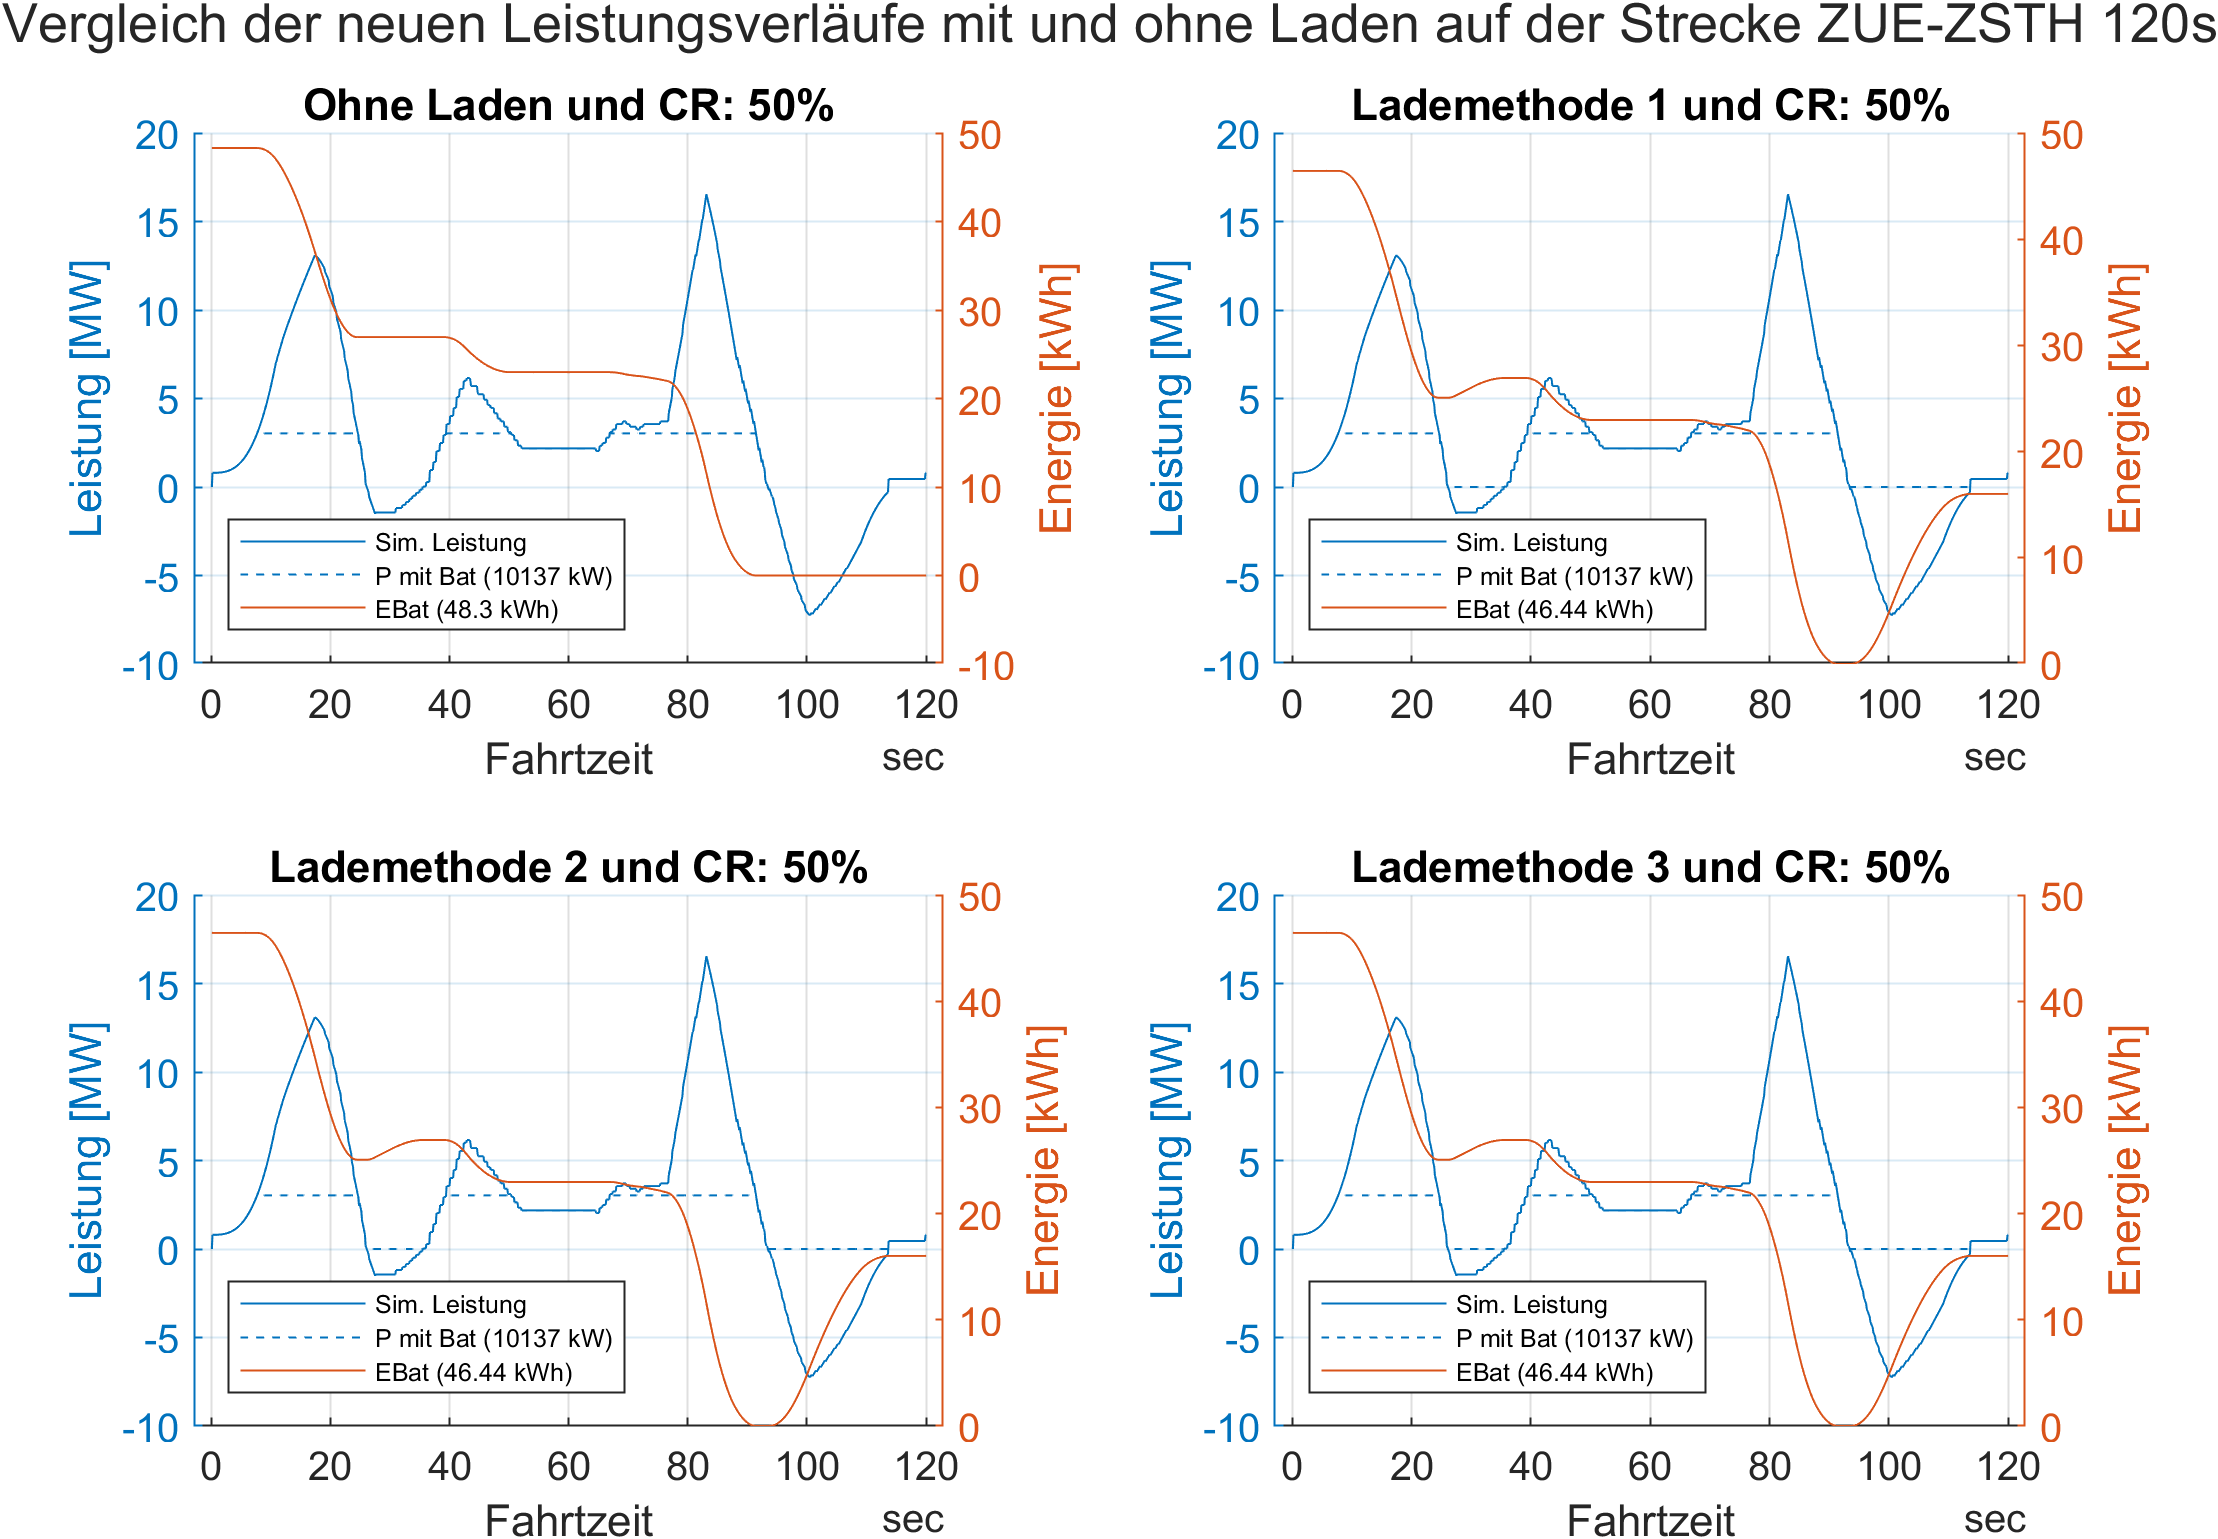 Vergleich der neuen Leistungsverläufe mit und ohne Laden auf der Strecke ZUE-ZSTH 120s
Ohne Laden und CR: 50%
20
15
10
5
0
-5
-10
Leistung [MW]
50
40
30
20
10
0
-10
Energie [kWh]
Sim. Leistung
P mit Bat (10137 kW)
EBat (48.3 kWh)
0 20 40 60 80 100 120
Fahrtzeit
sec
Lademethode 1 und CR: 50%
20
15
10
5
0
-5
-10
Leistung [MW]
50
40
30
20
10
0
Energie [kWh]
Sim. Leistung
P mit Bat (10137 kW)
EBat (46.44 kWh)
0 20 40 60 80 100 120
Fahrtzeit
sec
Lademethode 2 und CR: 50%
20
15
10
5
0
-5
-10
Leistung [MW]
50
40
30
20
10
0
Energie [kWh]
Sim. Leistung
P mit Bat (10137 kW)
EBat (46.44 kWh)
0 20 40 60 80 100 120
Fahrtzeit
sec
Lademethode 3 und CR: 50%
20
15
10
5
0
-5
-10
Leistung [MW]
50
40
30
20
10
0
Energie [kWh]
Sim. Leistung
P mit Bat (10137 kW)
EBat (46.44 kWh)
0 20 40 60 80 100 120
Fahrtzeit
sec